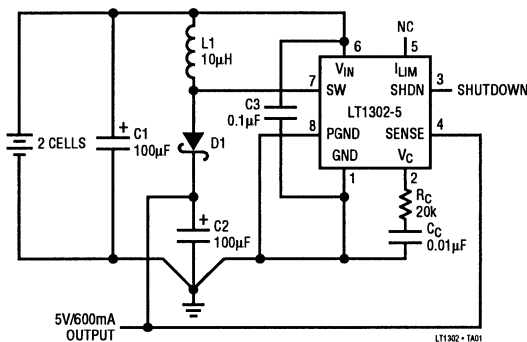 NC
L1
10µH
6
5
VIN
ILIM
7
SW
SHDN
3
SHUTDOWN
C3
0.1µF
LT1302-5
2 CELLS
+
C1
100µF
D1
8
PGND
SENSE
4
GND
VC
1
2
RC
20k
+
C2
100µF
CC
0.01µF
5V/600mA
OUTPUT
LT1302 • TA01